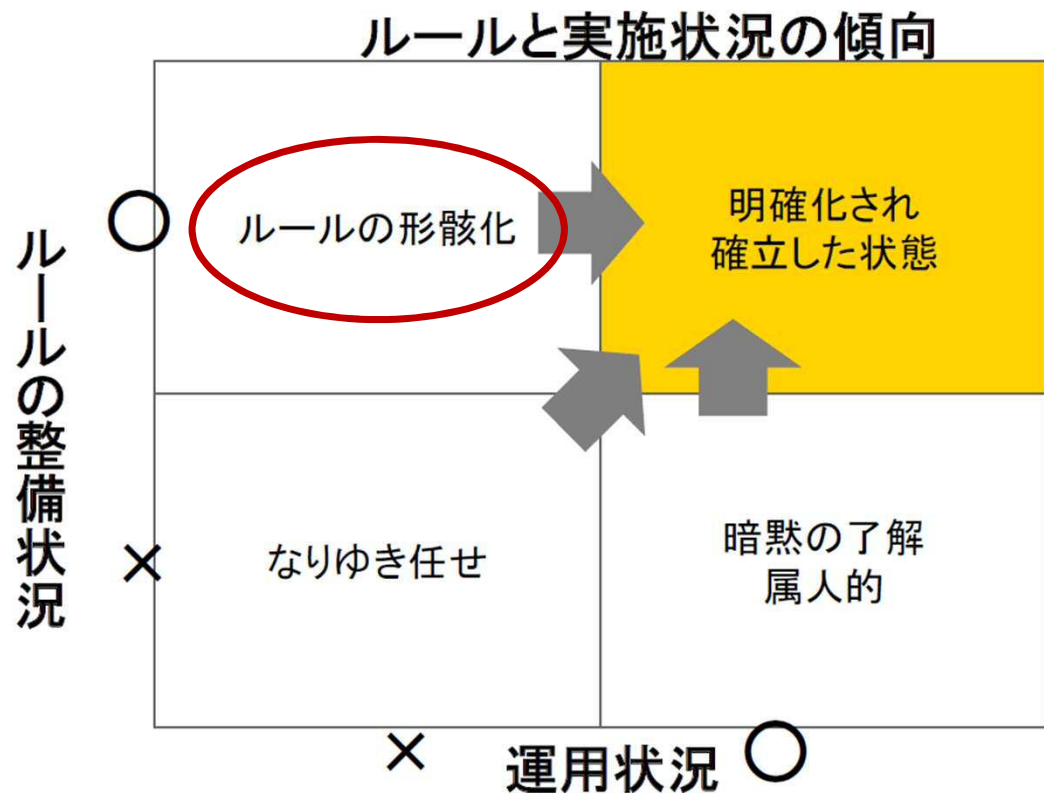 ルールと実施状況の傾向
ルールの形骸化
明確化され
確立した状態
○
ルールの整備状況
×
なりゆき任せ
暗黙の了解
属人的
×
運用状況
○